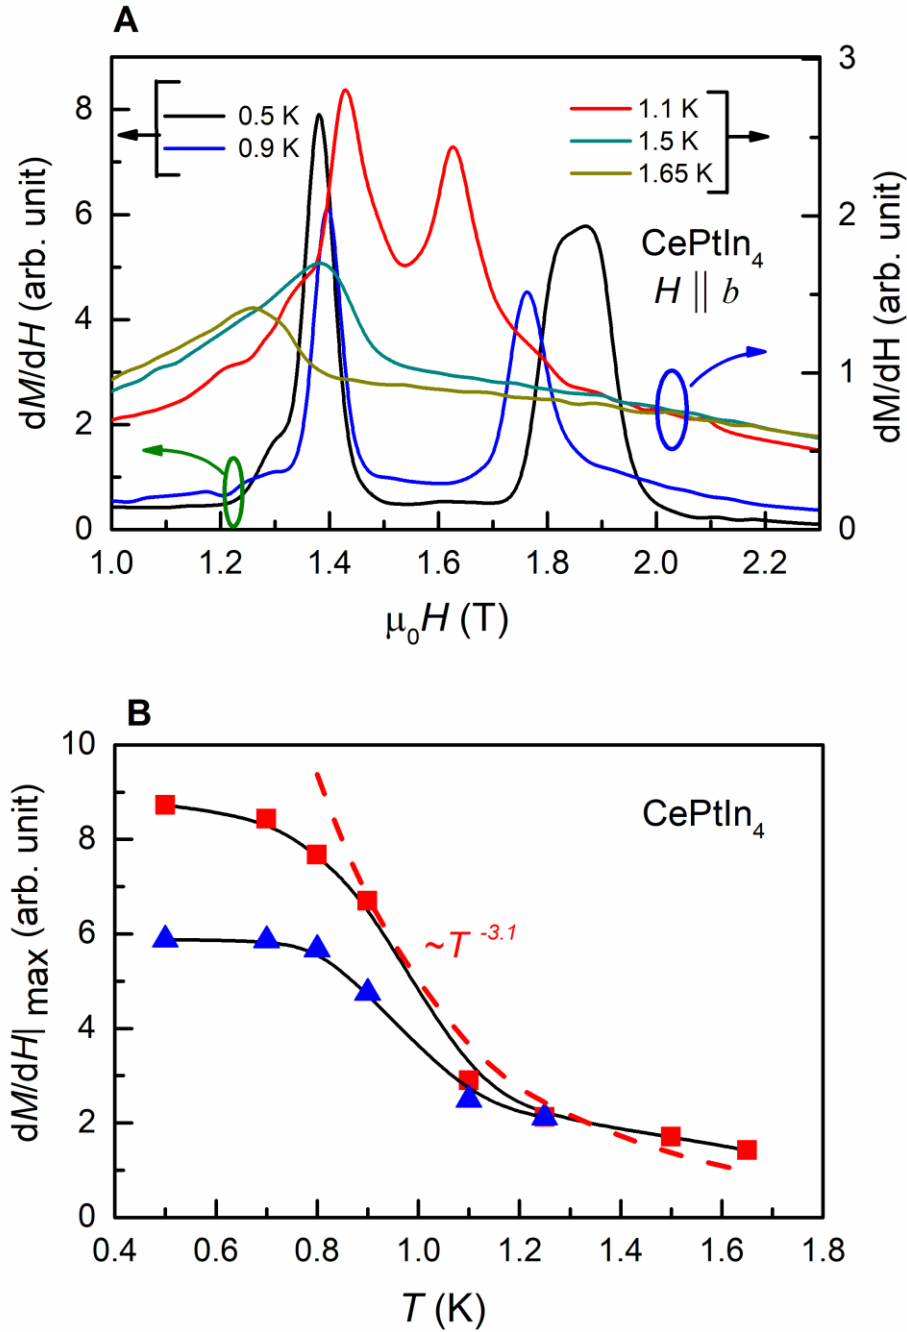 A
dM/dH (arb. unit)
8
6
4
2
0
0.5 K
0.9 K
1.1 K
1.5 K
1.65 K
CePtIn₄
H || b
3
2
1
0
dM/dH (arb. unit)
1.0 1.2 1.4 1.6 1.8 2.0 2.2
μ₀H (T)
B
dM/dH|max (arb. unit)
10
8
6
4
2
0
CePtIn₄
~T ⁻³·¹
0.4 0.6 0.8 1.0 1.2 1.4 1.6 1.8
T (K)